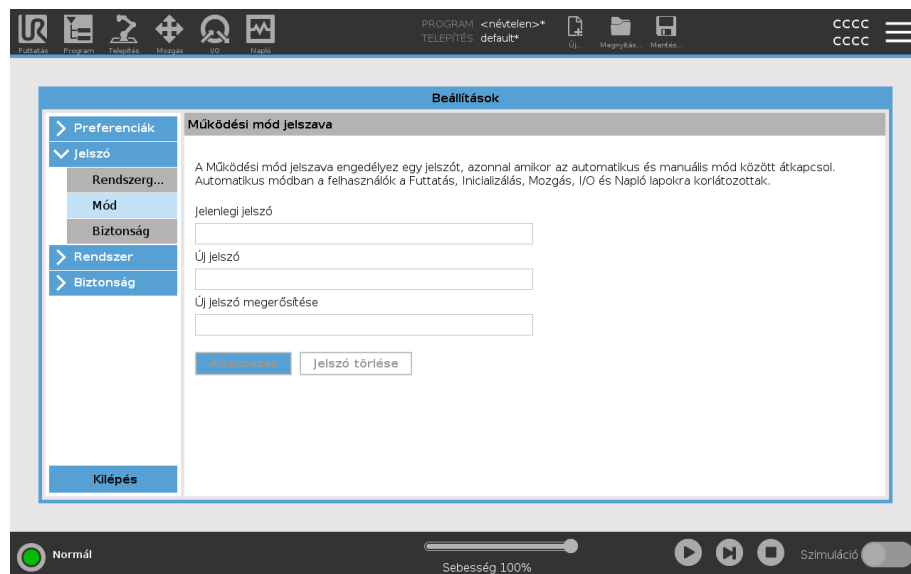 PROGRAM <névtelen>*
TELEPÍTÉS default*
CCCC
CCCC
Futtatás Program Telepítés Mozgás I/O Napló Új... Megnyitás... Mentés...
Beállítások
Preferenciák
Működési mód jelszava
Jelszó
A Működési mód jelszava engedélyez egy jelszót, azonnal amikor az automatikus és manuális mód között átkapcsol.
Automatikus módban a felhasználók a Futtatás, Inicializálás, Mozgás, I/O és Napló lapokra korlátozottak.
Rendszerg...
Mód
Biztonság
Rendszer
Biztonság
Jelenlegi jelszó
Új jelszó
Új jelszó megerősítése
Alkalmazás
Jelszó törlése
Kilépés
Normál
Sebesség 100%
Szimuláció